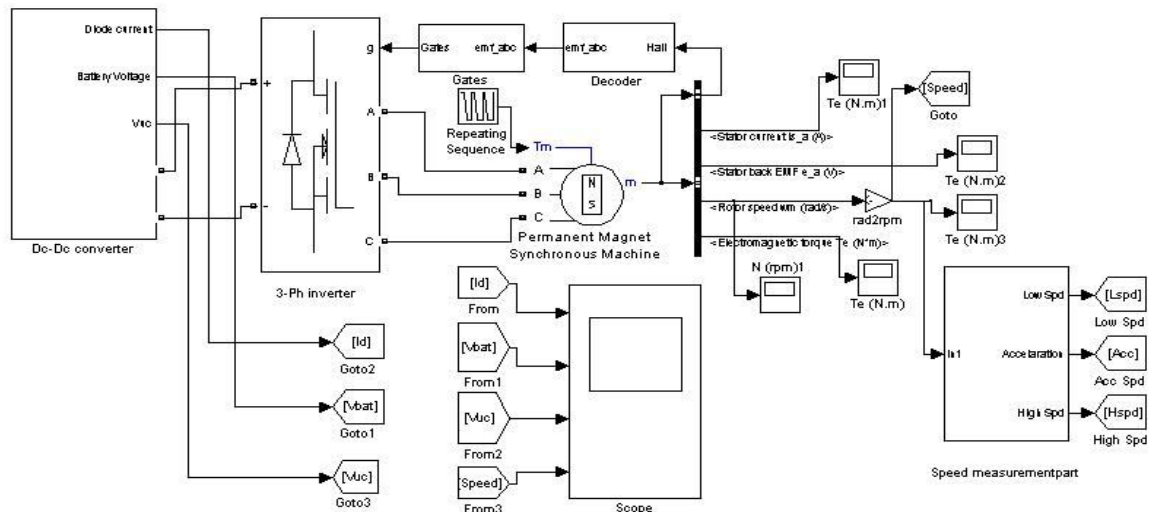 Diode current
Battery Voltage
Vuc
Dc-Dc converter
+
-
g
A
B
C
3-Ph inverter
Gates
emf_abc
Gates
emf_abc
Hall
Decoder
Repeating
Sequence
Tm
A
B
C
N
S
m
Permanent Magnet
Synchronous Machine
<Stator current is_a (A)>
<Stator back EMF e_a (V)>
<Rotor speed wm (rad/s)>
<Electromagnetic torque Te (N*m)>
Te (N.m)1
[Speed]
Goto
Te (N.m)2
rad2rpm
Te (N.m)3
N (rpm)1
Te (N.m)
[Id]
Goto2
[Vbat]
Goto1
[Vuc]
Goto3
[Id]
From
[Vbat]
From1
[Vuc]
From2
[Speed]
From3
Scope
In1
Low Spd
Accelaration
High Spd
Speed measurementpart
[Lspd]
Low Spd
[Acc]
Acc Spd
[Hspd]
High Spd